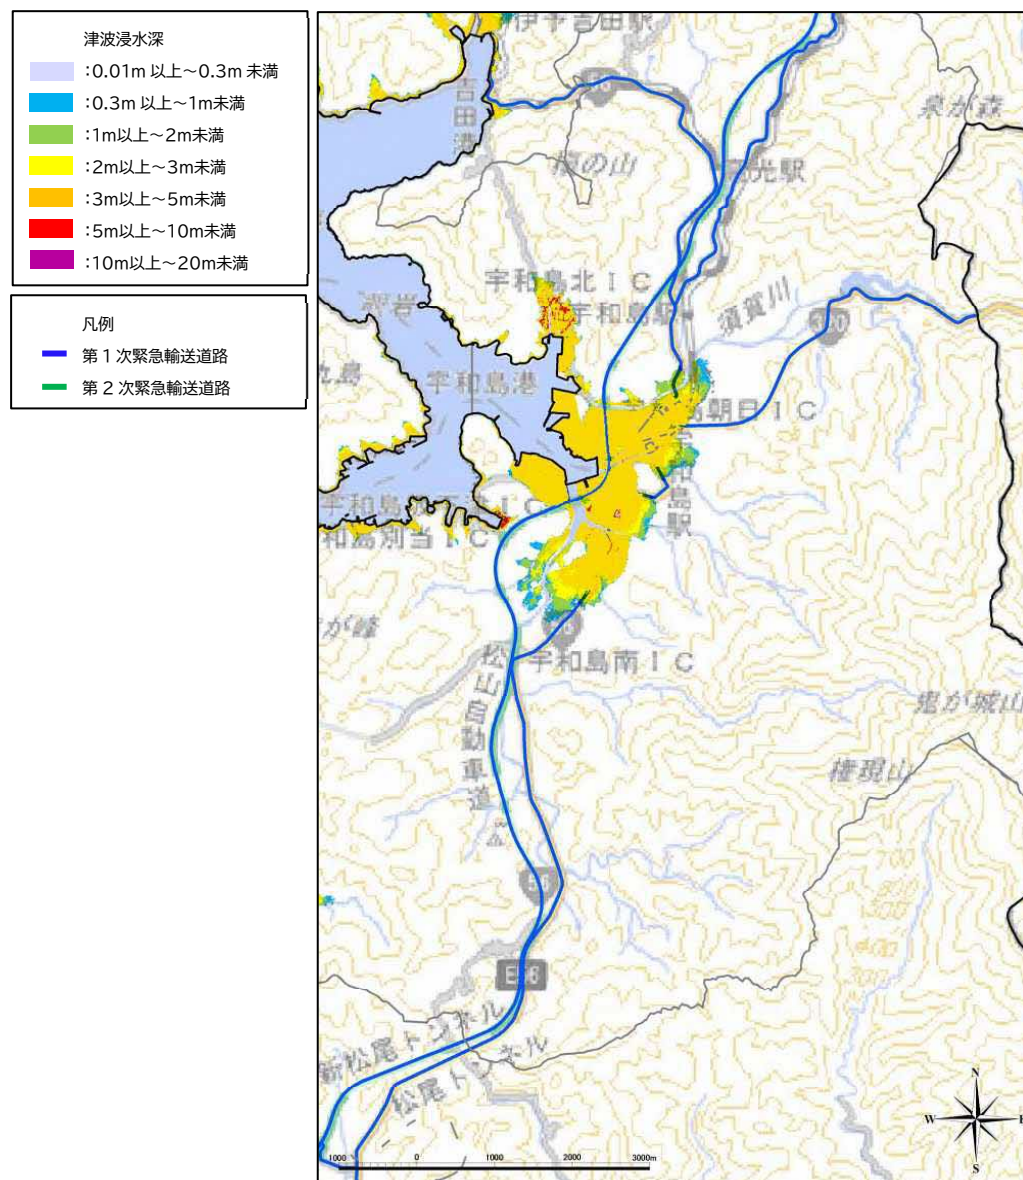 津波浸水深
:0.01m 以上～0.3m 未満
:0.3m 以上～1m未満
:1m以上～2m未満
:2m以上～3m未満
:3m以上～5m未満
:5m以上～10m未満
:10m以上～20m未満
凡例
第１次緊急輸送道路
第２次緊急輸送道路
伊予吉田駅
吉田港
泉が森
宇和島北ＩＣ
宇和島駅
須賀川
九島
宇和島港
朝日ＩＣ
和島別当ＩＣ
宇和島南ＩＣ
松山自動車道
鬼が城山
権現山
56
新松尾トンネル
松尾トンネル
N
W
S
1000
0
1000
2000
3000m